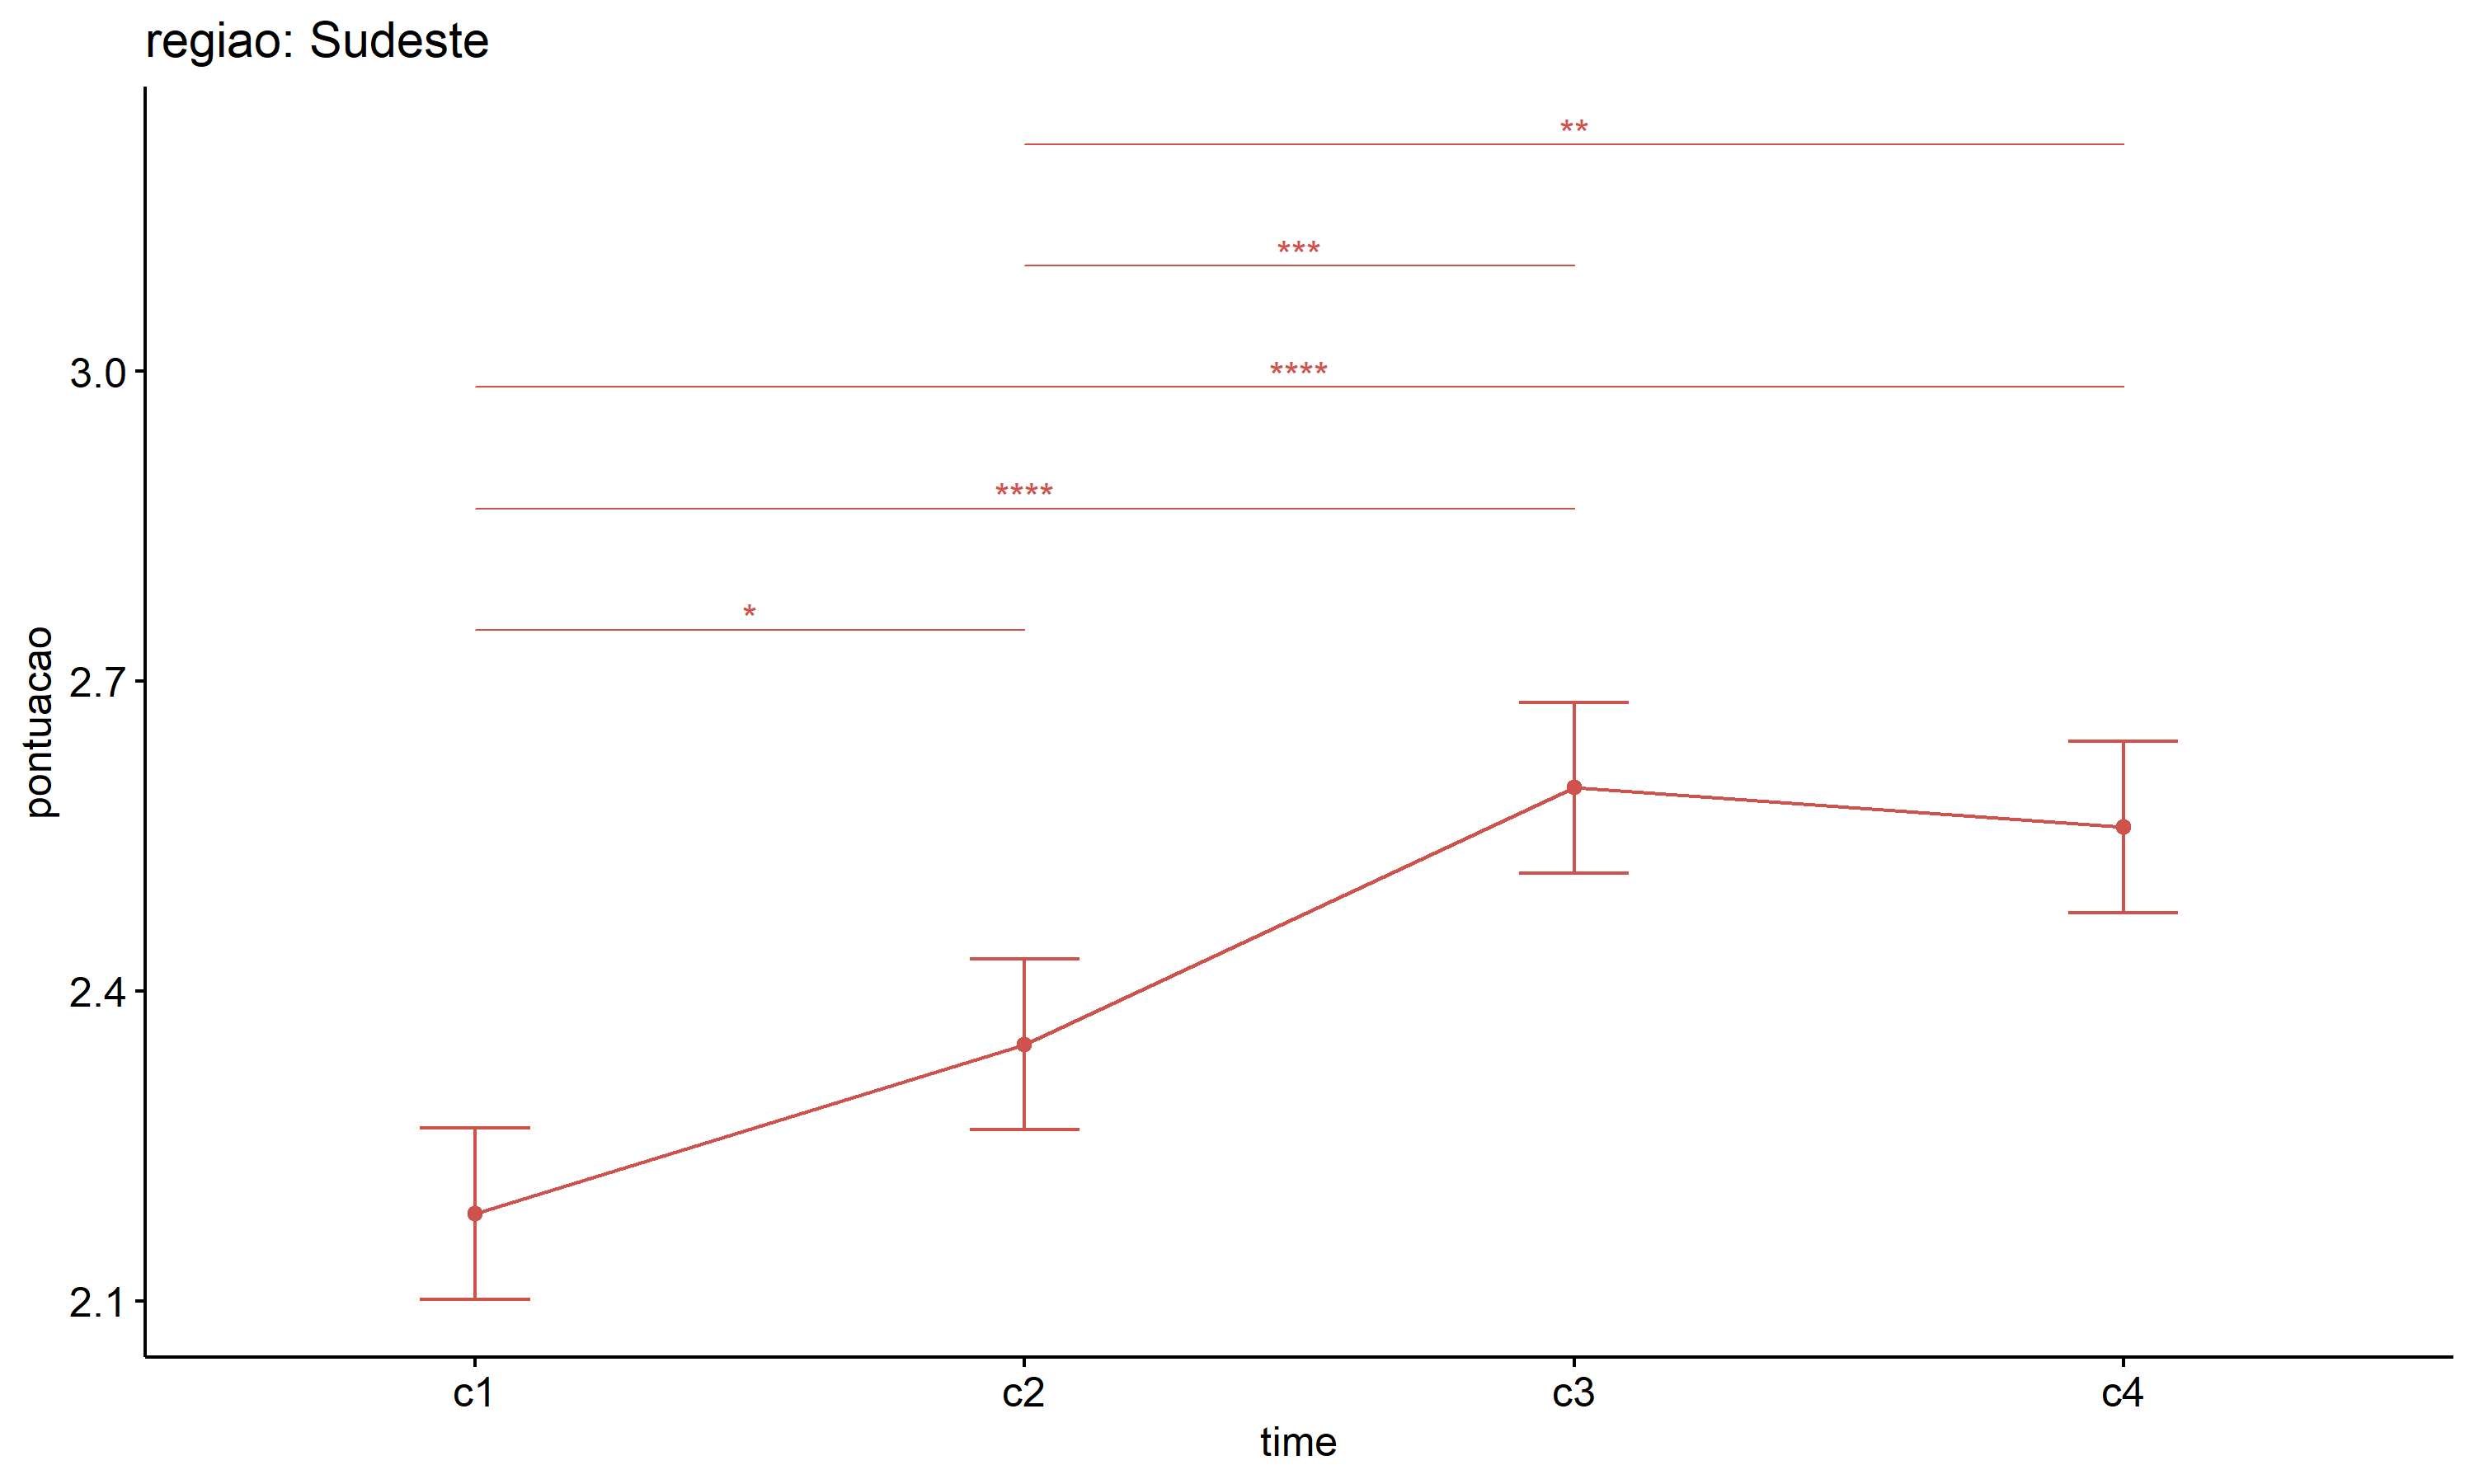 regiao: Sudeste
**
***
3.0
****
****
*
2.7
pontuacao
2.4
2.1
c1 c2 c3 c4
time